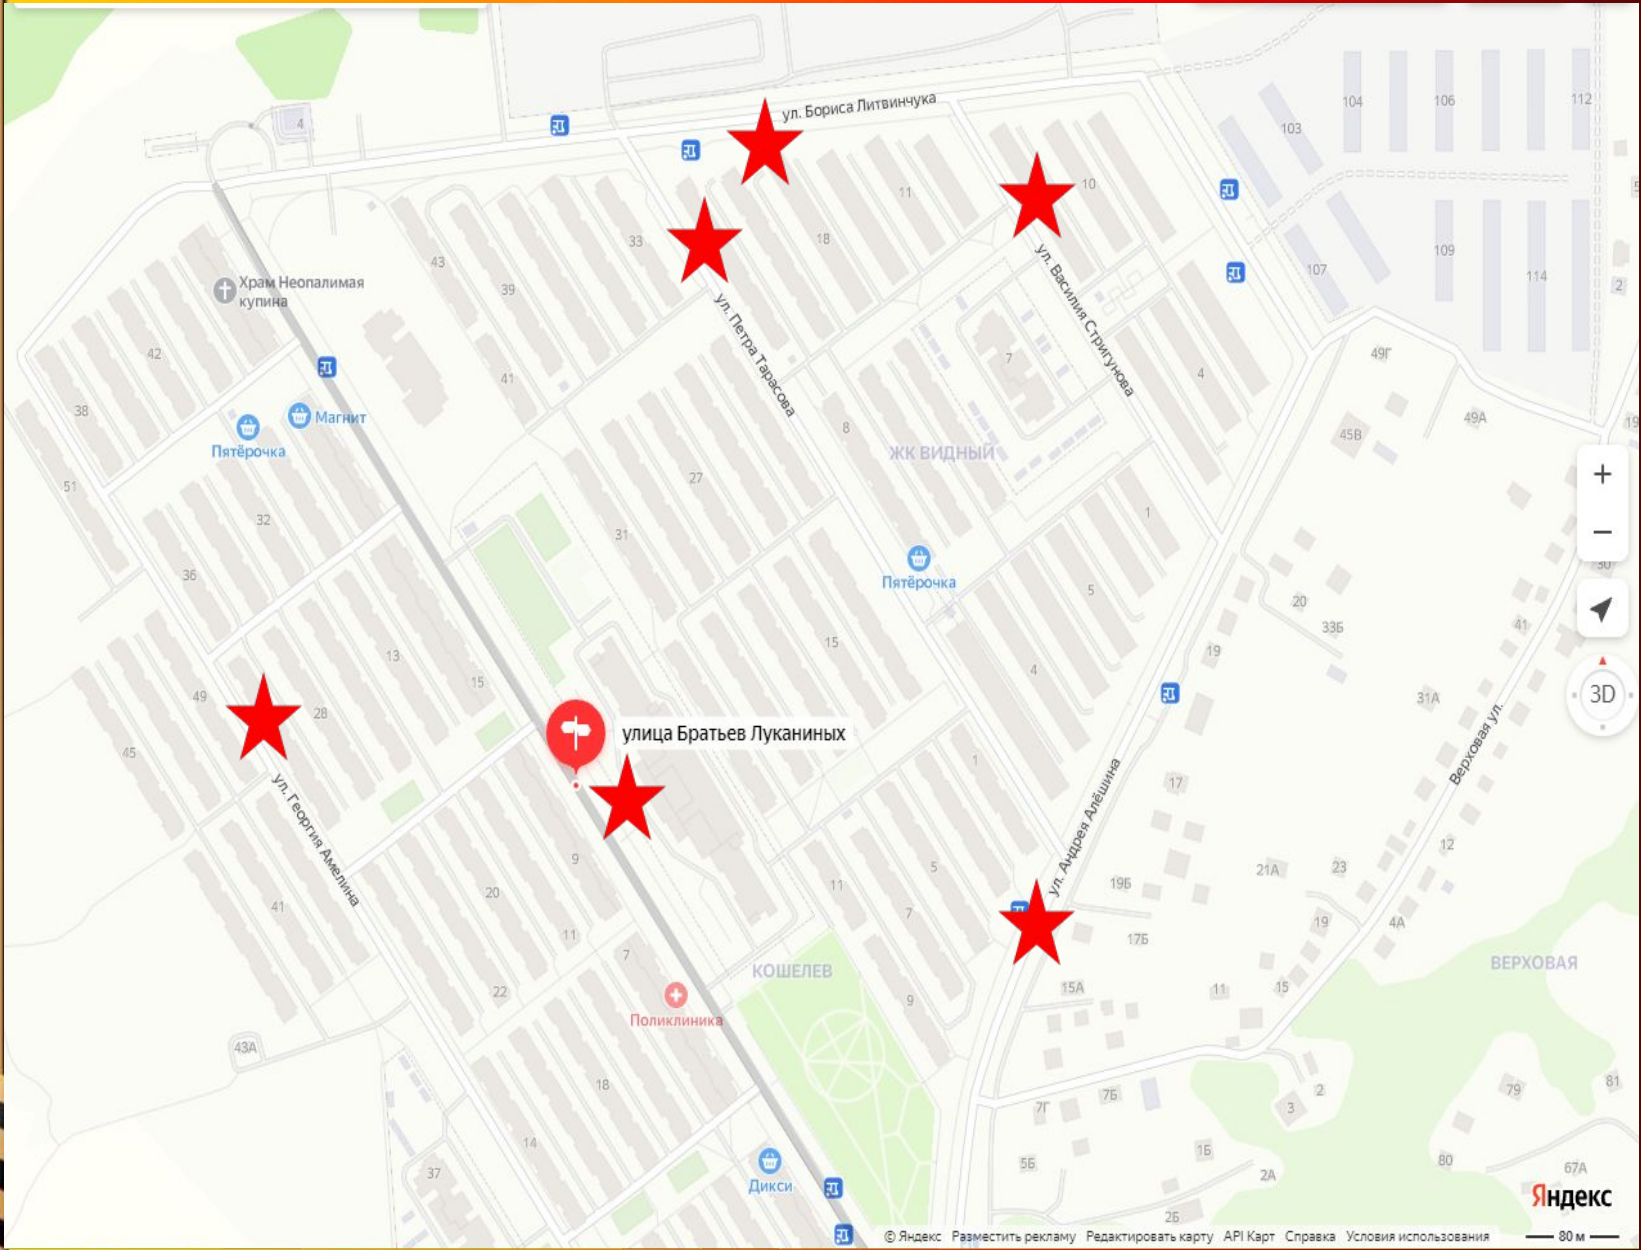 ул. Бориса Литвинчука
4
104
106
112
103
10
11
33
18
43
39
109
107
114
2
Храм Неопалимая
купина
ул. Василия Стригунова
ул. Петра Тарасова
42
41
7
4
49Г
38
Магнит
Пятёрочка
8
ЖК ВИДНЫЙ
45В
49А
19
51
27
32
31
1
36
Пятёрочка
5
20
30
33Б
41
13
15
15
4
19
3D
49
28
31А
45
улица Братьев Луканиных
1
17
Верховая ул.
ул. Георгия Амелина
ул. Андрея Алёшина
9
5
12
20
11
19Б
21А
23
41
7
11
7
17Б
19
4А
КОШЕЛЕВ
ВЕРХОВАЯ
22
Поликлиника
9
15А
11
15
43А
18
7Г
7Б
3
2
79
81
14
37
Дикси
5Б
1Б
2А
80
67А
2Б
Яндекс
© Яндекс Разместить рекламу Редактировать карту API Карт Справка Условия использования
80 м